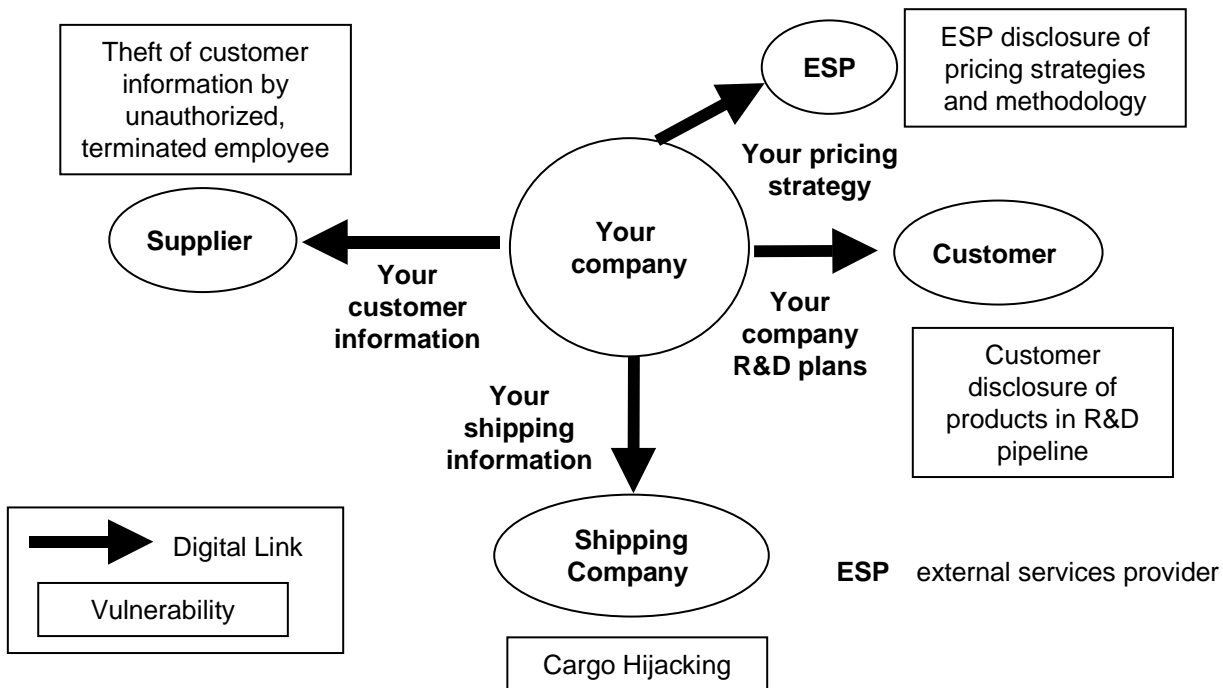 Theft of customer
information by
unauthorized,
terminated employee
ESP
ESP disclosure of
pricing strategies
and methodology
Your pricing
strategy
Supplier
Your
company
Customer
Your
customer
information
Your
company
R&D plans
Customer
disclosure of
products in R&D
pipeline
Your
shipping
information
Digital Link
Vulnerability
Shipping
Company
ESP external services provider
Cargo Hijacking